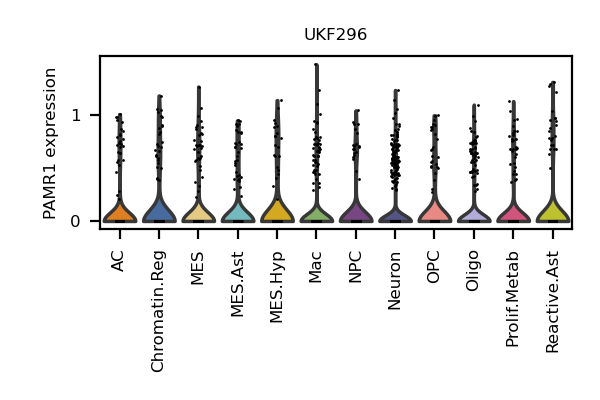 UKF296
PAMR1 expression
1
0
AC
Chromatin.Reg
MES
MES.Ast
MES.Hyp
Mac
NPC
Neuron
OPC
Oligo
Prolif.Metab
Reactive.Ast